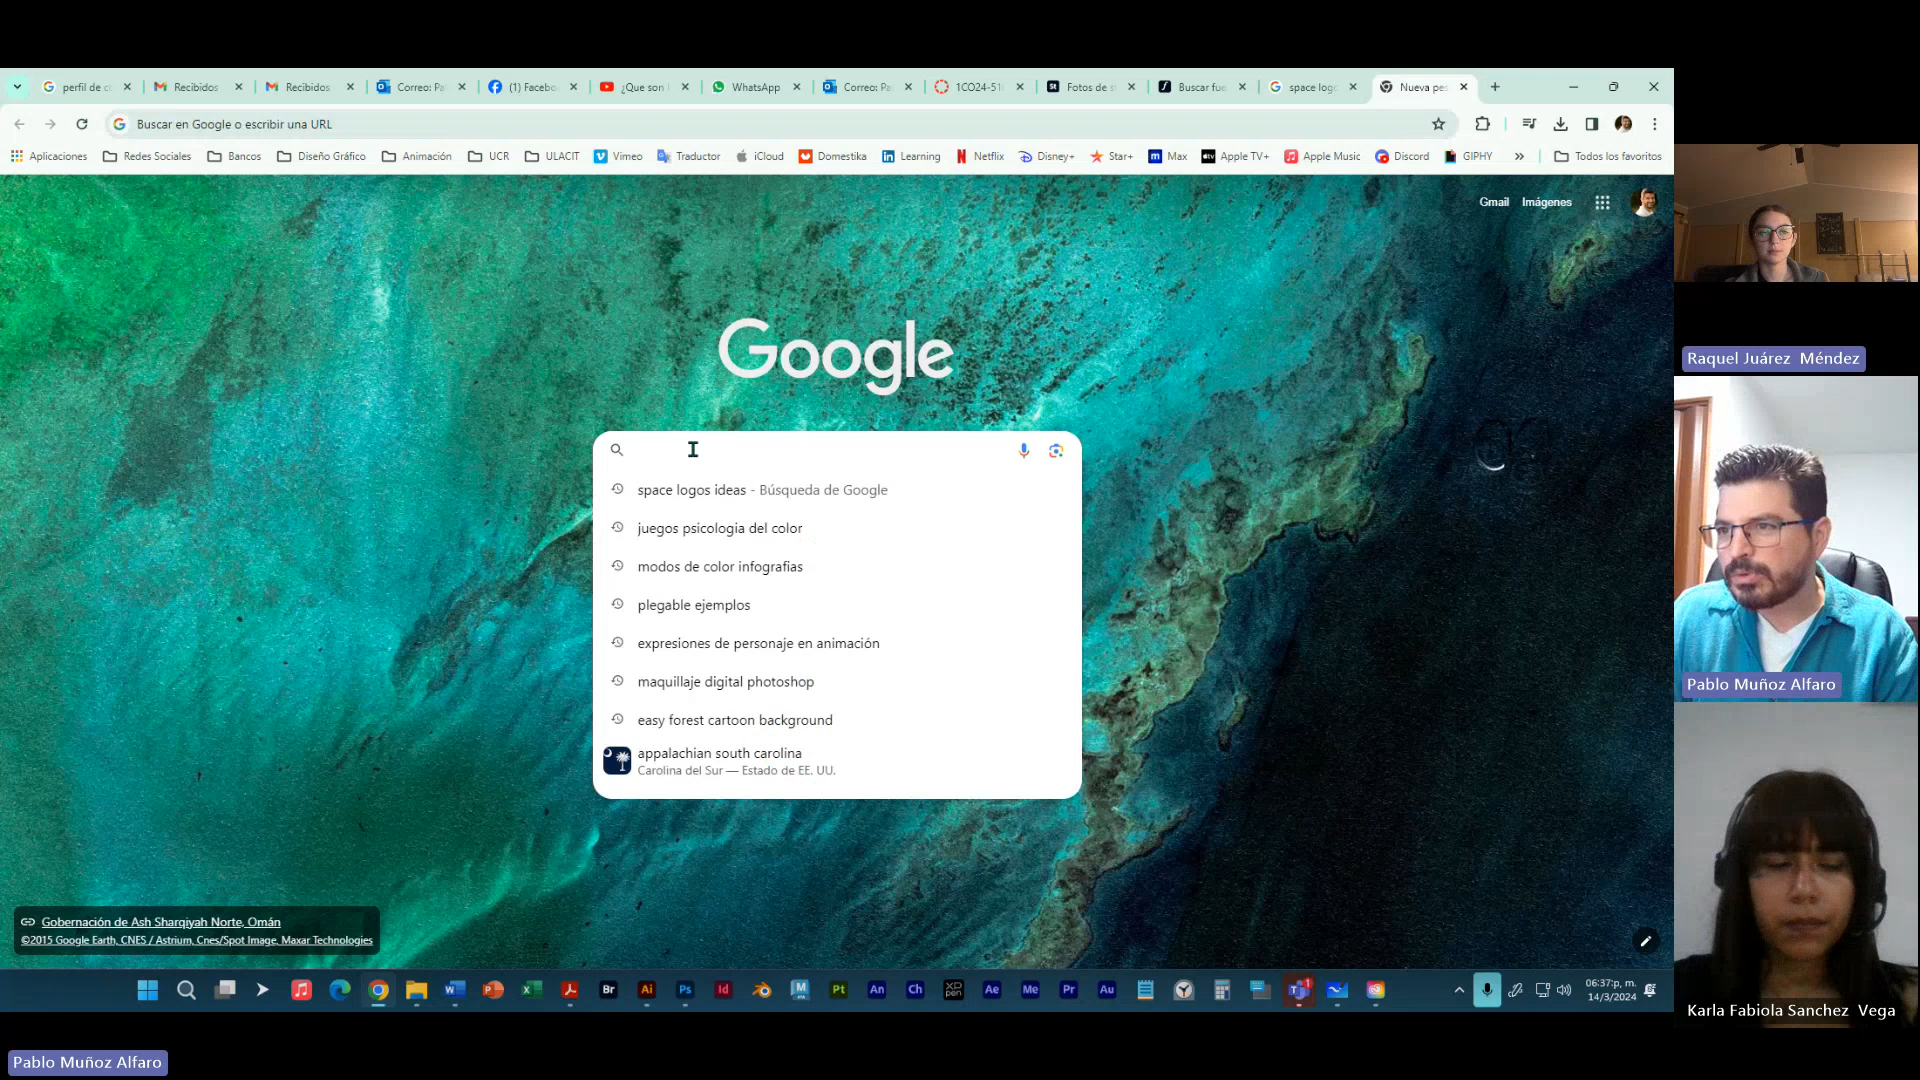 perfil de c
Recibidos
Recibidos
Correo: Pa
(1) Facebo
¿Que son l
WhatsApp
Correo: Pa
1CO24-51
Fotos de s
Buscar fue
space logo
Nueva pes
Buscar en Google o escribir una URL
Aplicaciones
Redes Sociales
Bancos
Diseño Gráfico
Animación
UCR
ULACIT
Vimeo
Traductor
iCloud
Domestika
Learning
Netflix
Disney+
Star+
Max
Apple TV+
Apple Music
Discord
GIPHY
Todos los favoritos
Gmail
Imágenes
Google
space logos ideas - Búsqueda de Google
juegos psicologia del color
modos de color infografias
plegable ejemplos
expresiones de personaje en animación
maquillaje digital photoshop
easy forest cartoon background
appalachian south carolina
Carolina del Sur — Estado de EE. UU.
Gobernación de Ash Sharqiyah Norte, Omán
©2015 Google Earth, CNES / Astrium, Cnes/Spot Image, Maxar Technologies
Raquel Juárez Méndez
Pablo Muñoz Alfaro
Karla Fabiola Sanchez Vega
06:37p. m.
14/3/2024
Pablo Muñoz Alfaro